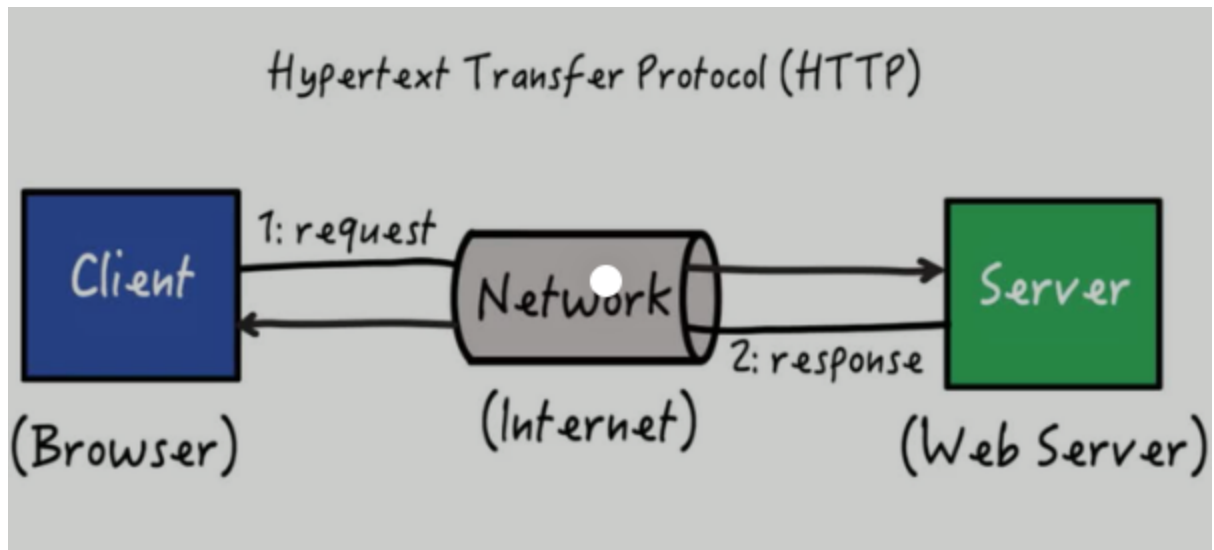 Hypertext Transfer Protocol (HTTP)
1: request
Client
Network
Server
2: response
(Browser)
(Internet)
(Web Server)